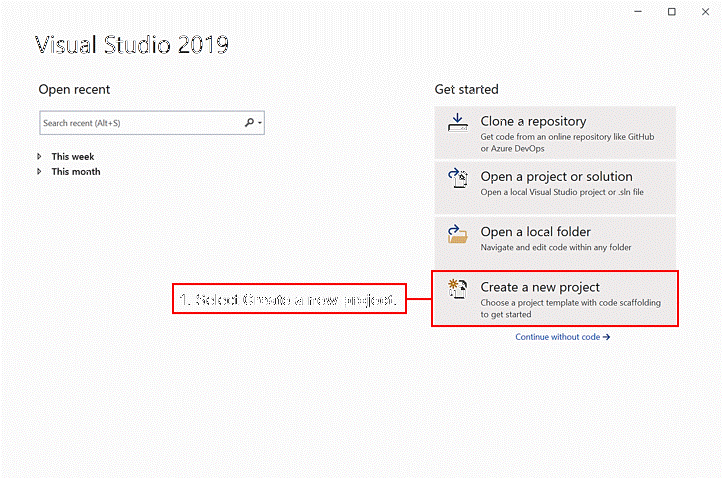 Visual Studio 2019
Open recent
Search recent (Alt+S)
This week
This month
Get started
Clone a repository
Get code from an online repository like GitHub
or Azure DevOps
Open a project or solution
Open a local Visual Studio project or .sln file
Open a local folder
Navigate and edit code within any folder
1. Select Create a new project.
Create a new project
Choose a project template with code scaffolding
to get started
Continue without code →